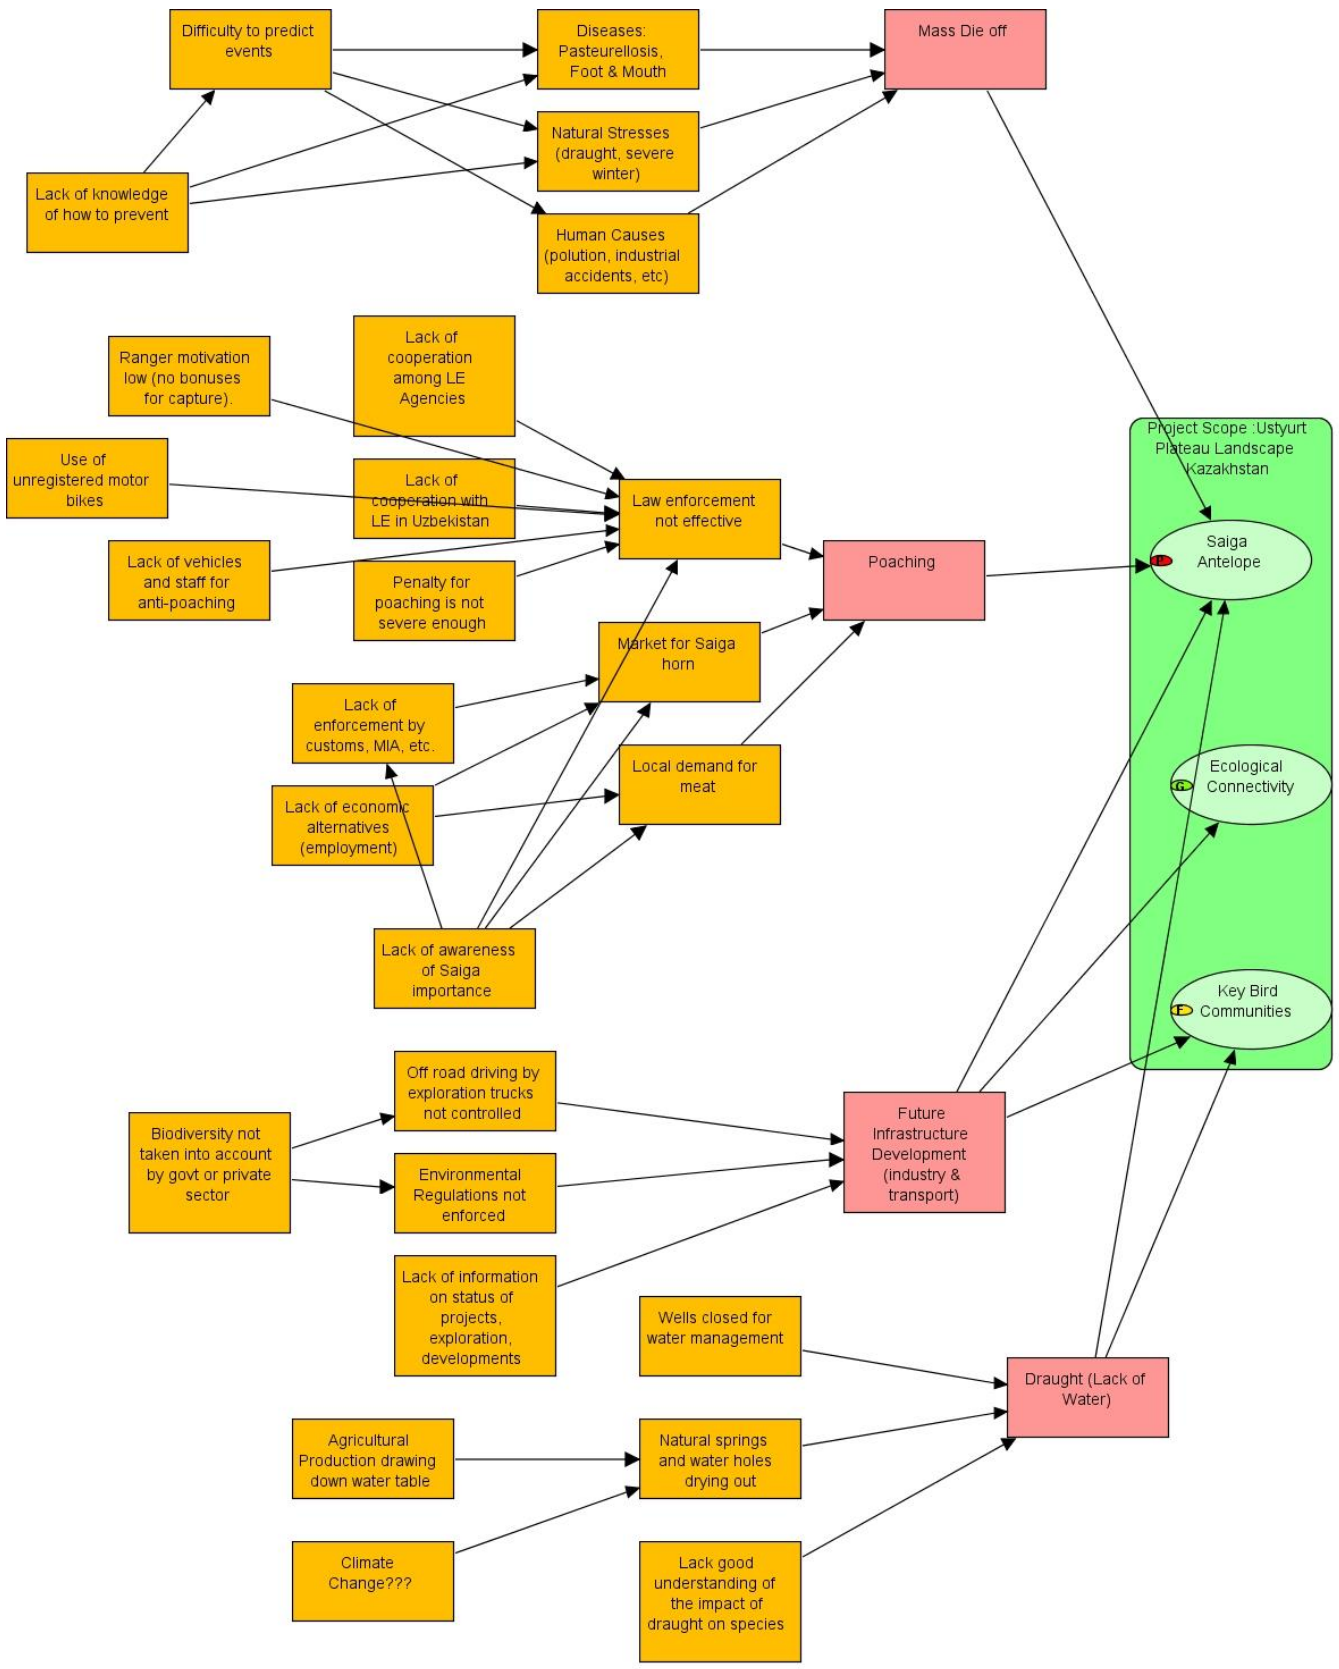 Difficulty to predict
events
Diseases:
Pasteurellosis,
Foot & Mouth
Mass Die off
Natural Stresses
(draught, severe
winter)
Lack of knowledge
of how to prevent
Human Causes
(polution, industrial
accidents, etc)
Lack of
cooperation
among LE
Agencies
Ranger motivation
low (no bonuses
for capture).
Use of
unregistered motor
bikes
Lack of
cooperation with
LE in Uzbekistan
Law enforcement
not effective
Lack of vehicles
and staff for
anti-poaching
Penalty for
poaching is not
severe enough
Poaching
Project Scope :Ustyurt
Plateau Landscape
Kazakhstan
Saiga
Antelope
P
Market for Saiga
horn
Lack of
enforcement by
customs, MIA, etc.
Local demand for
meat
Lack of economic
alternatives
(employment)
Ecological
Connectivity
G
Lack of awareness
of Saiga
importance
Key Bird
Communities
F
Off road driving by
exploration trucks
not controlled
Biodiversity not
taken into account
by govt or private
sector
Environmental
Regulations not
enforced
Future
Infrastructure
Development
(industry &
transport)
Lack of information
on status of
projects,
exploration,
developments
Wells closed for
water management
Draught (Lack of
Water)
Agricultural
Production drawing
down water table
Natural springs
and water holes
drying out
Climate
Change???
Lack good
understanding of
the impact of
draught on species